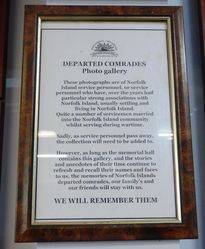 DEPARTED COMRADES
Photo gallery
These photographs are of Norfolk
Island service personnel, or service
personnel who have, over the years had
particular strong associations with
Norfolk Island, usually settling and
living in Norfolk Island.
Quite a number of servicemen married
into the Norfolk Island community
whilst serving during wartime.
Sadly, as service personnel pass away,
the collection will need to be added to.
However, as long as the memorial hall
contains this gallery, and the stories
and anecdotes of their time continue to
refresh and recall their names and faces
to us, the memories of Norfolk Islands
departed comrades, our family's and
our friends will stay with us.
WE WILL REMEMBER THEM